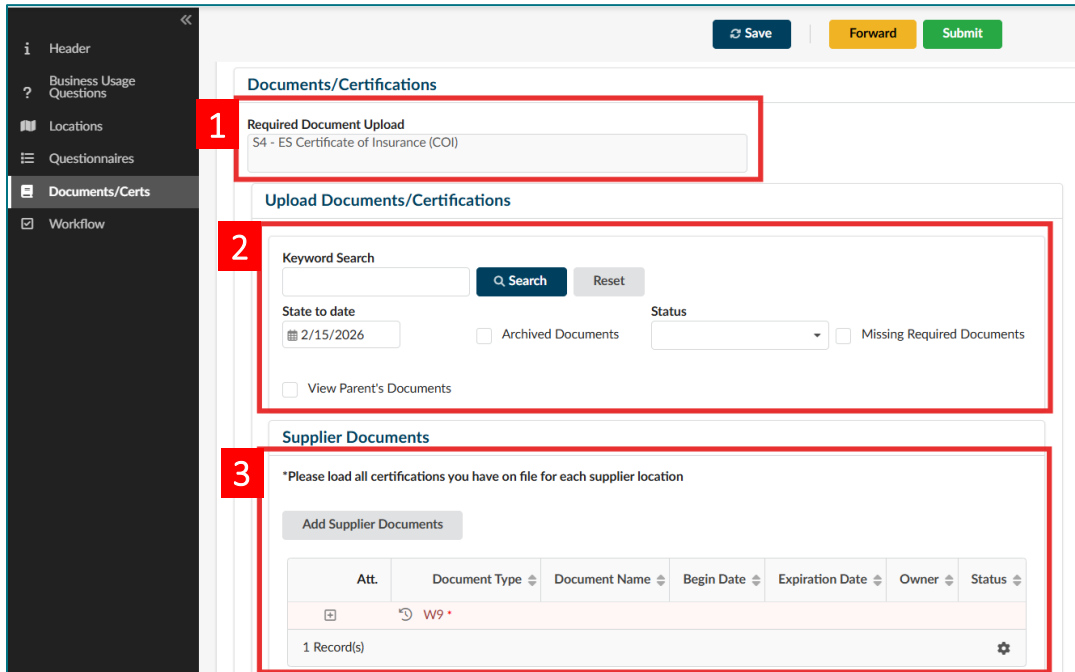 Header
Business Usage
Questions
Locations
Questionnaires
Documents/Certs
Workflow
Save
Forward
Submit
Documents/Certifications
1
Required Document Upload
S4 - ES Certificate of Insurance (COI)
Upload Documents/Certifications
2
Keyword Search
Search
Reset
State to date
Status
2/15/2026
Archived Documents
Missing Required Documents
View Parent's Documents
Supplier Documents
3
*Please load all certifications you have on file for each supplier location
Add Supplier Documents
Att. Document Type Document Name Begin Date Expiration Date Owner Status
W9 *
1 Record(s)